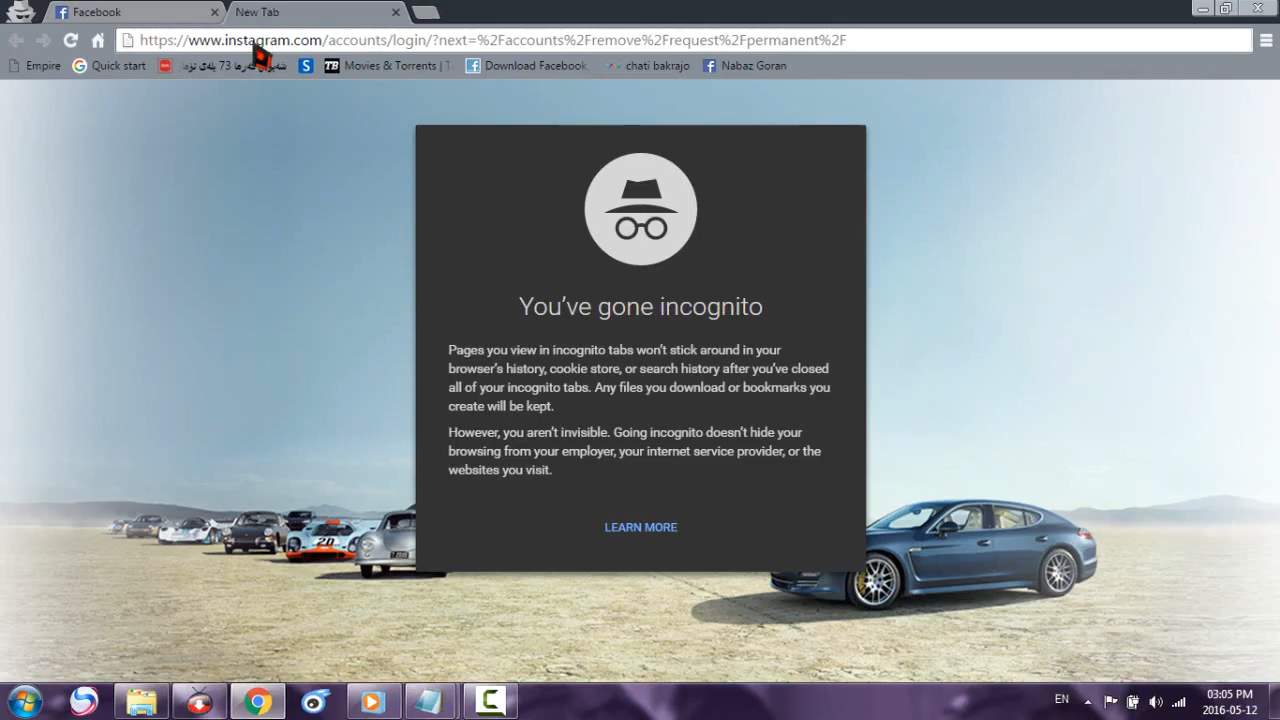 Facebook
New Tab
https://www.instagram.com/accounts/login/?next=%2Faccounts%2Fremove%2Frequest%2Fpermanent%2F
Empire
Quick start
73 پلەی
S
TB Movies & Torrents | T
Download Facebook
chati bakrajo
Nabaz Goran
You've gone incognito
Pages you view in incognito tabs won't stick around in your
browser's history, cookie store, or search history after you've closed
all of your incognito tabs. Any files you download or bookmarks you
create will be kept.
However, you aren't invisible. Going incognito doesn't hide your
browsing from your employer, your internet service provider, or the
websites you visit.
LEARN MORE
20
EN
03:05 PM
2016-05-12